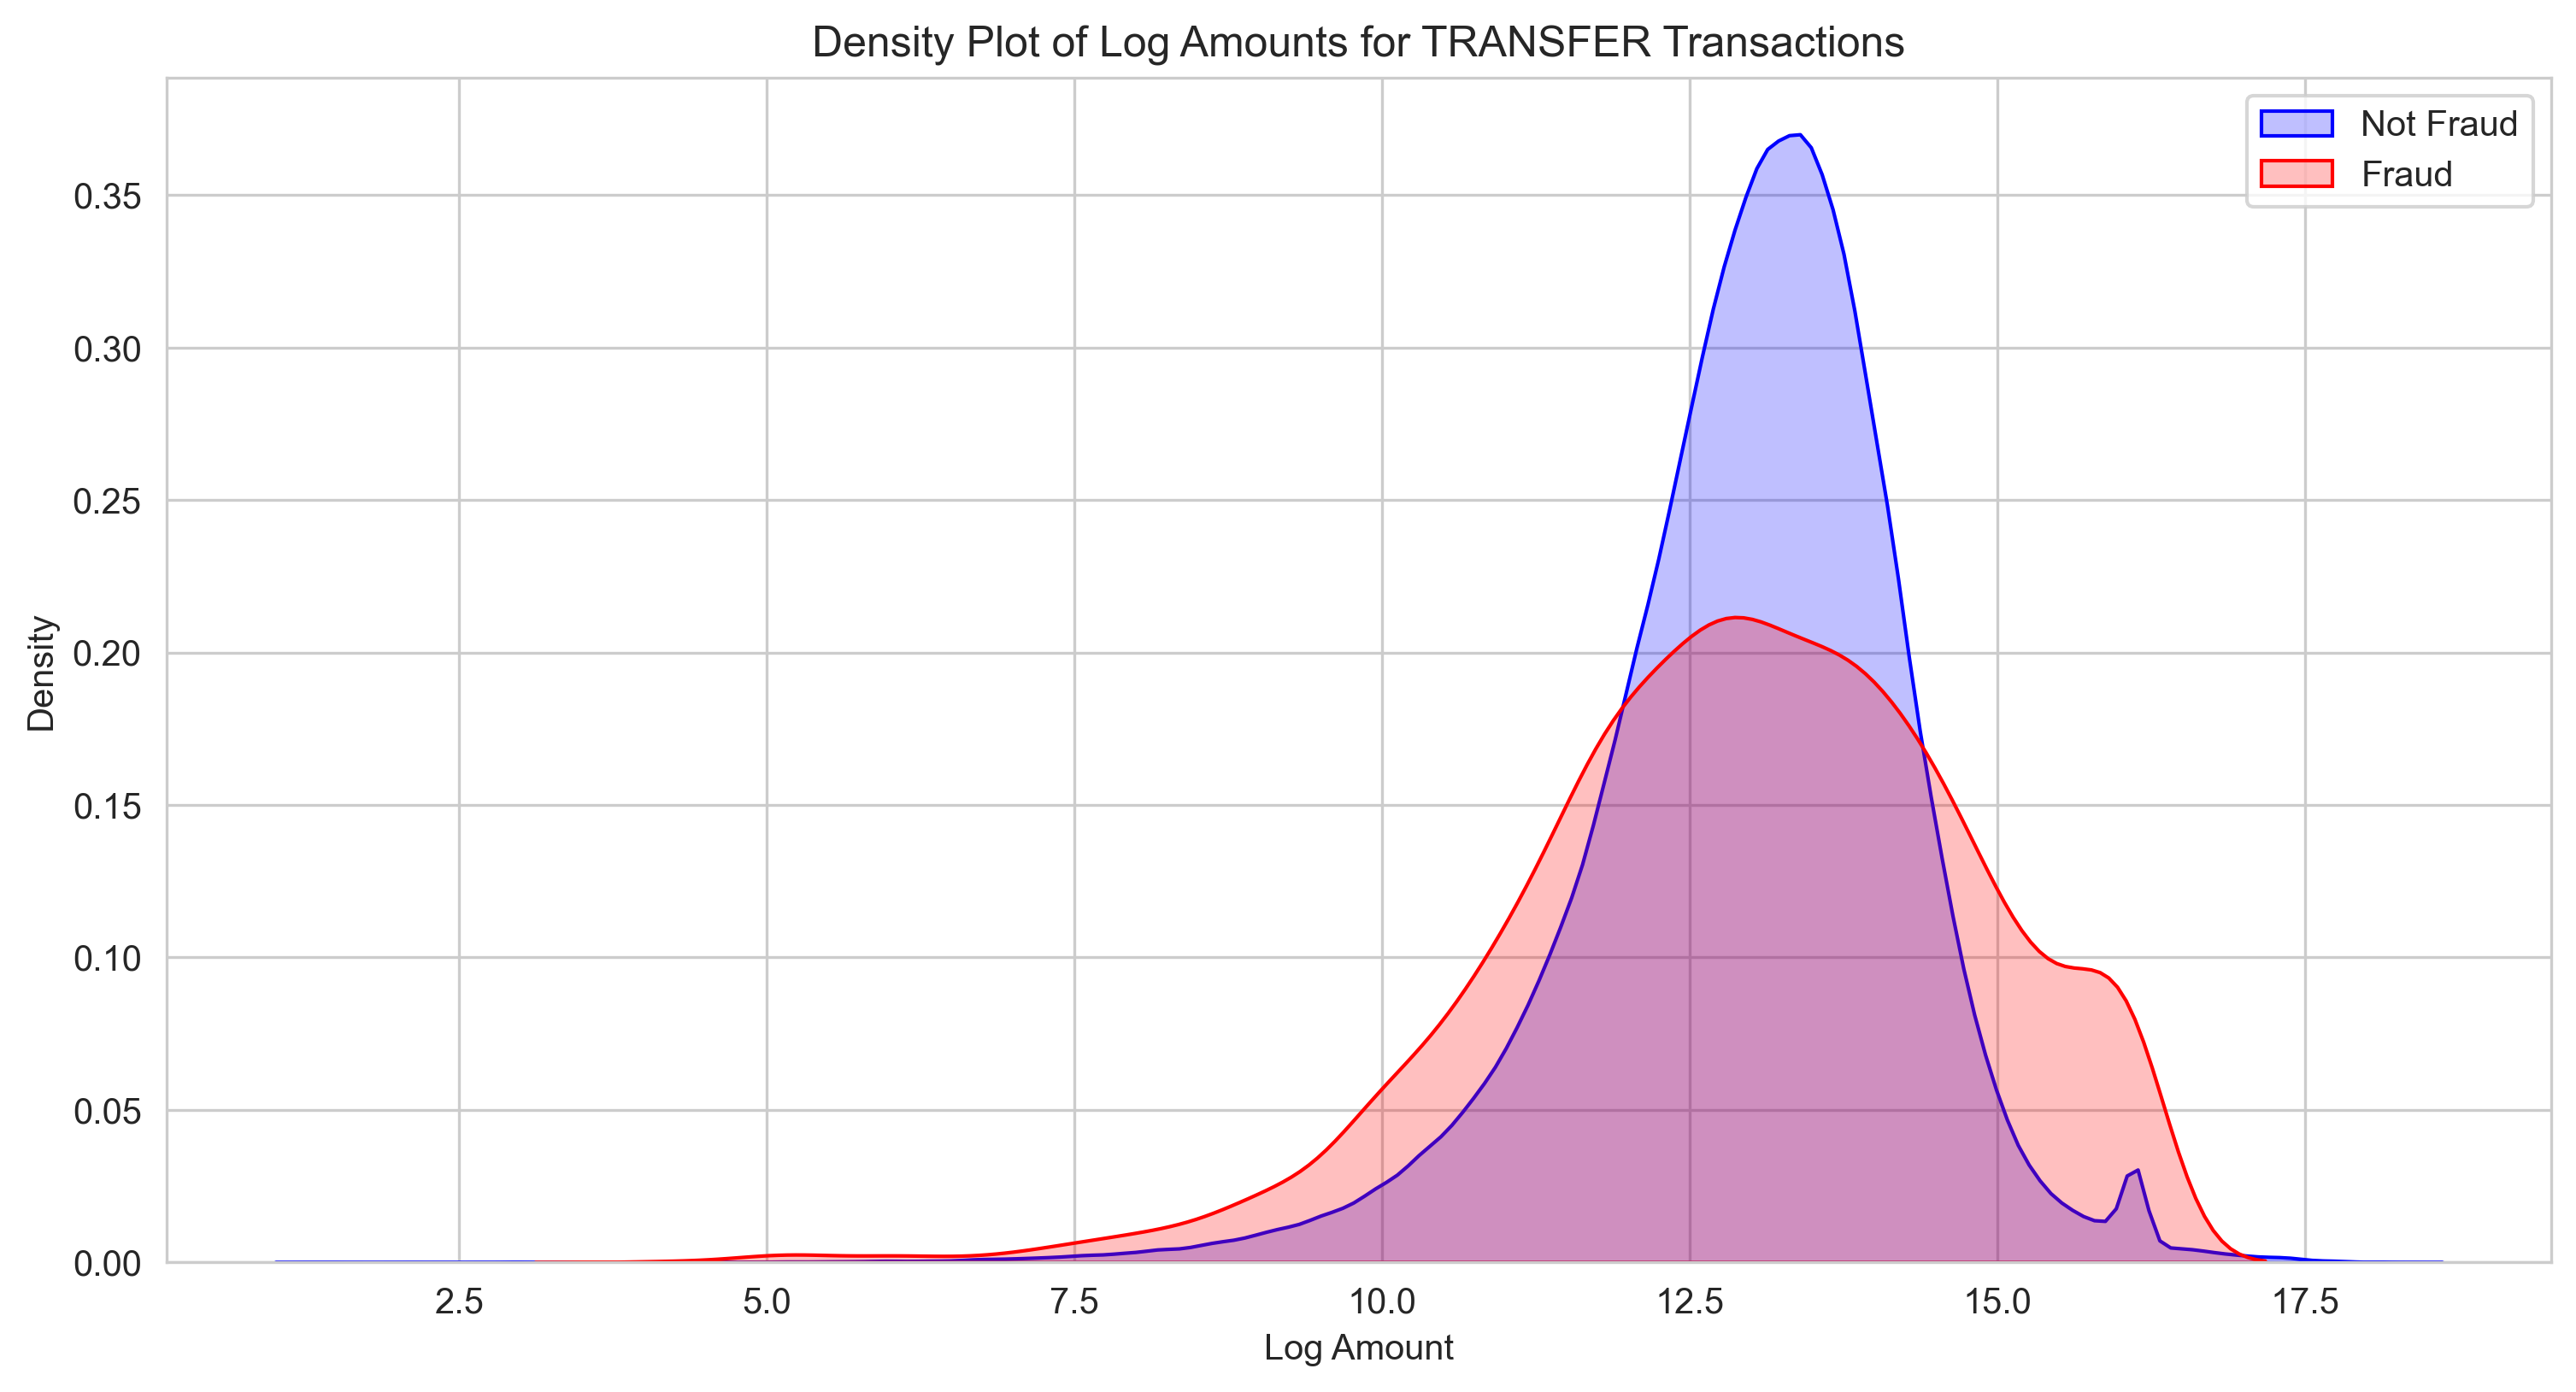 Density Plot of Log Amounts for TRANSFER Transactions
Not Fraud
Fraud
Density
0.35
0.30
0.25
0.20
0.15
0.10
0.05
0.00
2.5 5.0 7.5 10.0 12.5 15.0 17.5
Log Amount